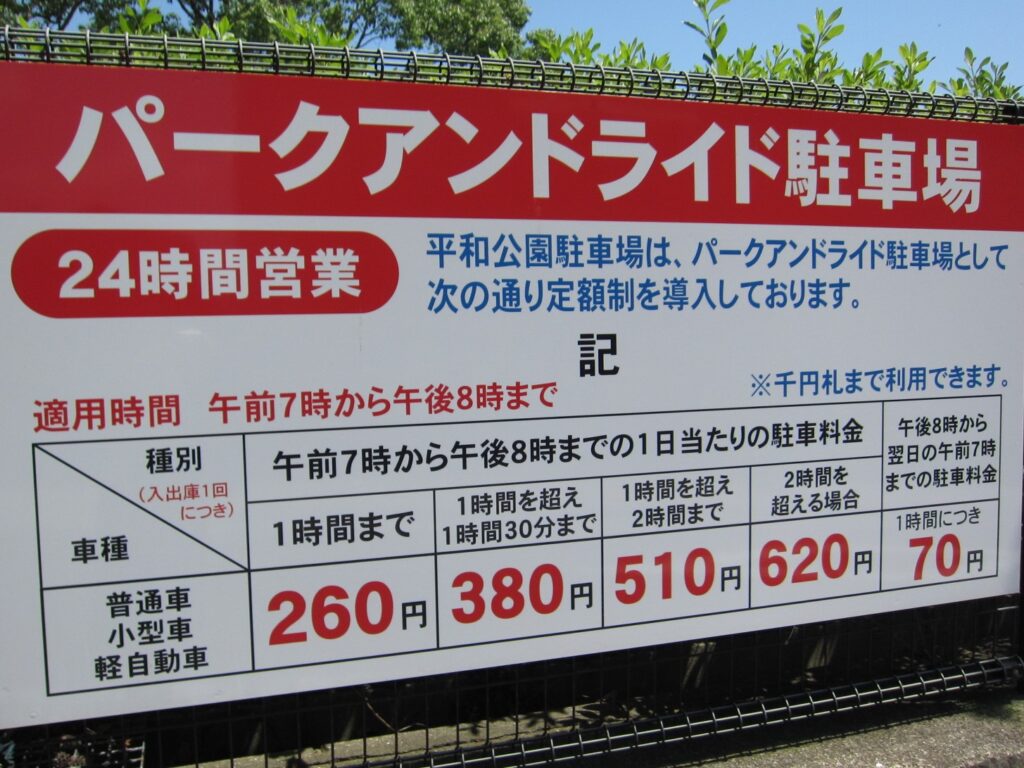 パークアンドライド駐車場
24時間営業
平和公園駐車場は、パークアンドライド駐車場として
次の通り定額制を導入しております。
記
※千円札まで利用できます。
適用時間 午前7時から午後8時まで
種別
(入出庫1回
につき)
車種
午前7時から午後8時までの1日当たりの駐車料金
午後8時から
翌日の午前7時
までの駐車料金
1時間まで
1時間を超え
1時間30分まで
1時間を超え
2時間まで
2時間を
超える場合
1時間につき
普通車
小型車
軽自動車
260円
380円
510円
620円
70円